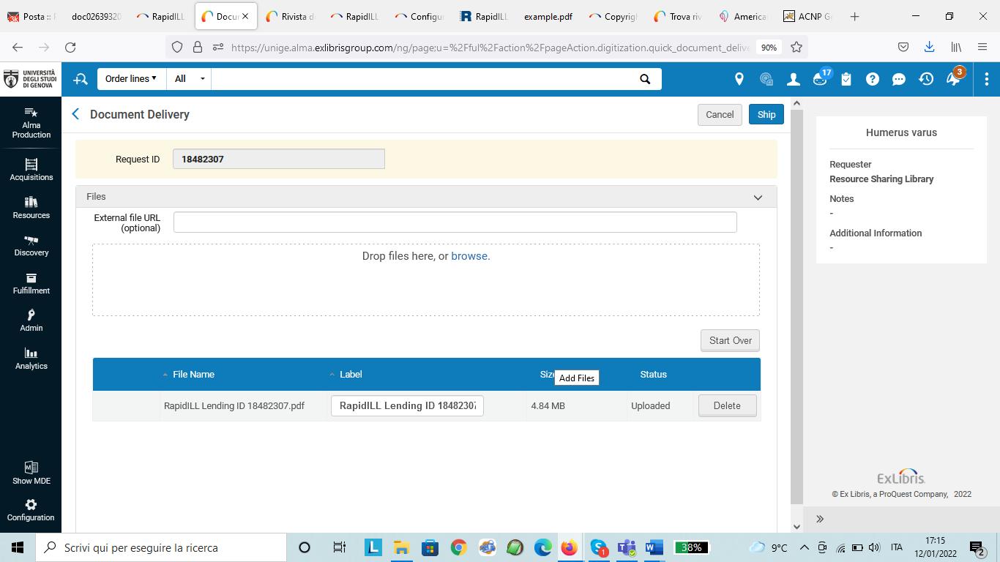 Posta ::
doc02639320
RapidILL
Docu
Rivista d
RapidILL
Configu
RapidILL
example.pdf
Copyrigh
Trova riv
America
ACNP G
https://unige.alma.exlibrisgroup.com/ng/page;u=%2Fful%2Faction%2FpageAction.digitization.quick_document_delive
90%
UNIVERSITÀ
DEGLI STUDI
DI GENOVA
Order lines
All
17
3
Alma
Production
Acquisitions
Resources
Discovery
Fulfillment
Admin
Analytics
Show MDE
Configuration
Document Delivery
Cancel
Ship
Request ID
18482307
Files
External file URL
(optional)
Drop files here, or browse.
Start Over
File Name
Label
Size
Add Files
Status
RapidILL Lending ID 18482307.pdf
RapidILL Lending ID 18482307
4.84 MB
Uploaded
Delete
Humerus varus
Requester
Resource Sharing Library
Notes
-
Additional Information
-
ExLibris
© Ex Libris, a ProQuest Company, 2022
Scrivi qui per eseguire la ricerca
L
1
38%
9°C
ITA
17:15
12/01/2022
2